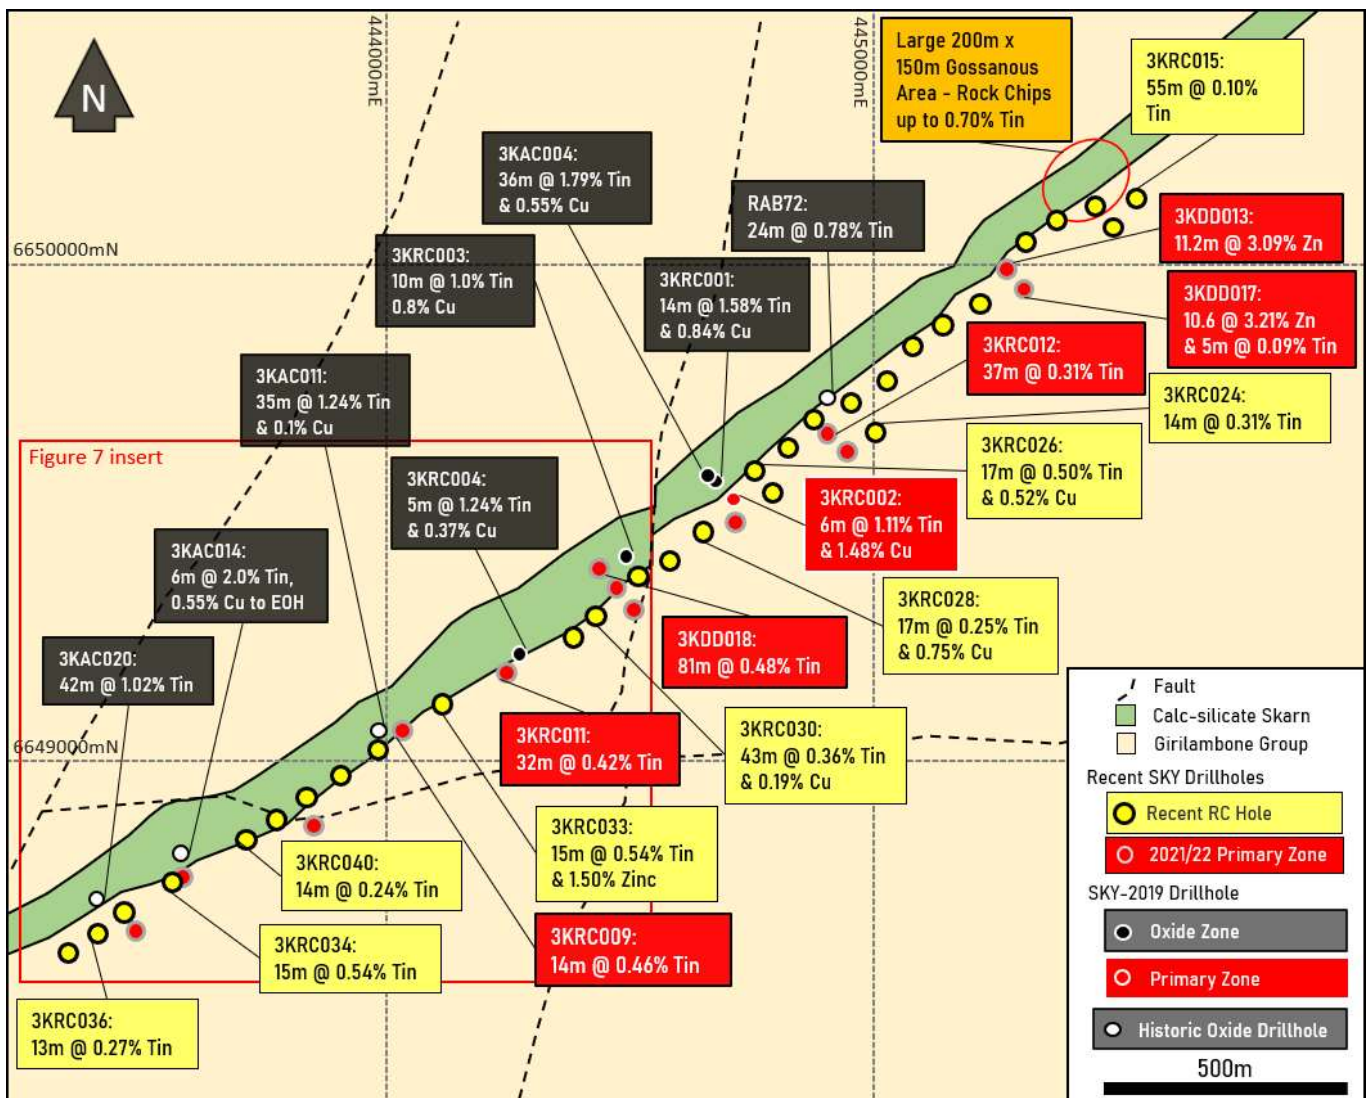 N
444000mE
445000mE
6650000mN
6649000mN
Large 200m x
150m Gossanous
Area - Rock Chips
up to 0.70% Tin
3KRC015:
55m @ 0.10%
Tin
3KAC004:
36m @ 1.79% Tin
& 0.55% Cu
RAB72:
24m @ 0.78% Tin
3KDD013:
11.2m @ 3.09% Zn
3KRC003:
10m @ 1.0% Tin
0.8% Cu
3KRC001:
14m @ 1.58% Tin
& 0.84% Cu
3KDD017:
10.6 @ 3.21% Zn
& 5m @ 0.09% Tin
3KRC012:
37m @ 0.31% Tin
3KAC011:
35m @ 1.24% Tin
& 0.1% Cu
3KRC024:
14m @ 0.31% Tin
Figure 7 insert
3KRC004:
5m @ 1.24% Tin
& 0.37% Cu
3KRC026:
17m @ 0.50% Tin
& 0.52% Cu
3KRC002:
6m @ 1.11% Tin
& 1.48% Cu
3KAC014:
6m @ 2.0% Tin,
0.55% Cu to EOH
3KRC028:
17m @ 0.25% Tin
& 0.75% Cu
3KAC020:
42m @ 1.02% Tin
3KDD018:
81m @ 0.48% Tin
3KRC011:
32m @ 0.42% Tin
3KRC030:
43m @ 0.36% Tin
& 0.19% Cu
3KRC033:
15m @ 0.54% Tin
& 1.50% Zinc
3KRC040:
14m @ 0.24% Tin
3KRC034:
15m @ 0.54% Tin
3KRC009:
14m @ 0.46% Tin
3KRC036:
13m @ 0.27% Tin
Fault
Calc-silicate Skarn
Girilambone Group
Recent SKY Drillholes
Recent RC Hole
2021/22 Primary Zone
SKY-2019 Drillhole
Oxide Zone
Primary Zone
Historic Oxide Drillhole
500m